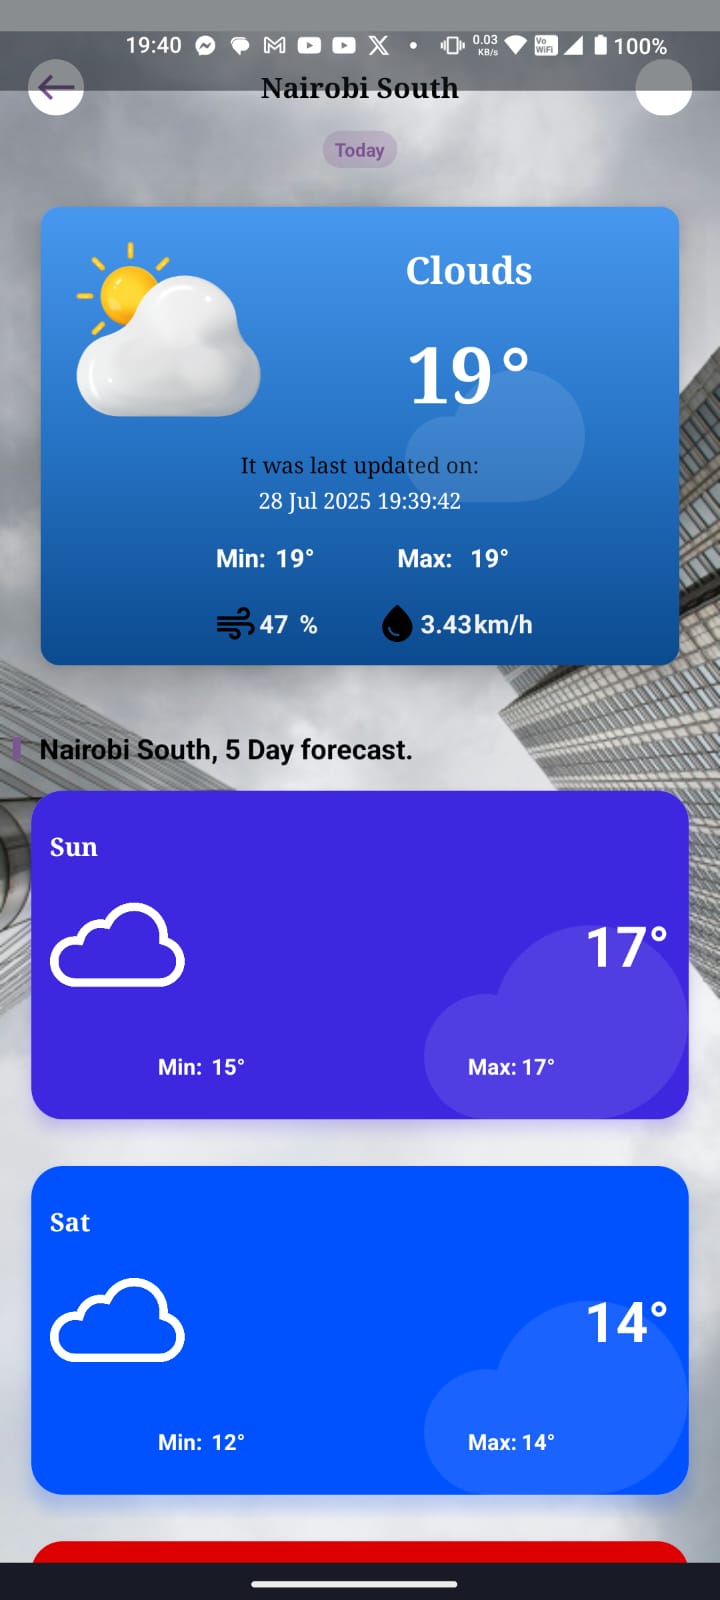 19:40 0.03 KB/s Vo WiFi 100%
Nairobi South
Today
Clouds
19°
It was last updated on:
28 Jul 2025 19:39:42
Min: 19° Max: 19°
47 % 3.43km/h
Nairobi South, 5 Day forecast.
Sun
17°
Min: 15° Max: 17°
Sat
14°
Min: 12° Max: 14°